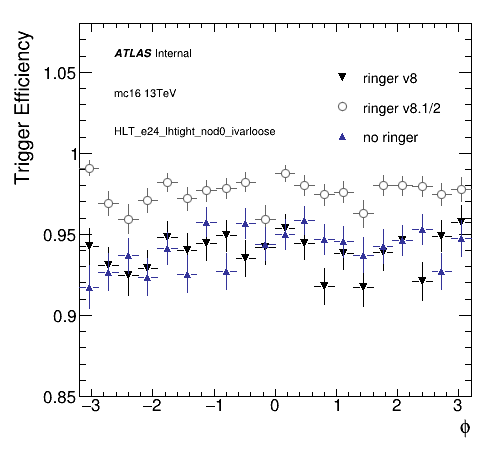 Trigger Efficiency
ATLAS Internal
mc16 13TeV
HLT_e24_lhtight_nod0_ivarloose
ringer v8
ringer v8.1/2
no ringer
1.05
1
0.95
0.9
0.85
−3 −2 −1 0 1 2 3
ϕ